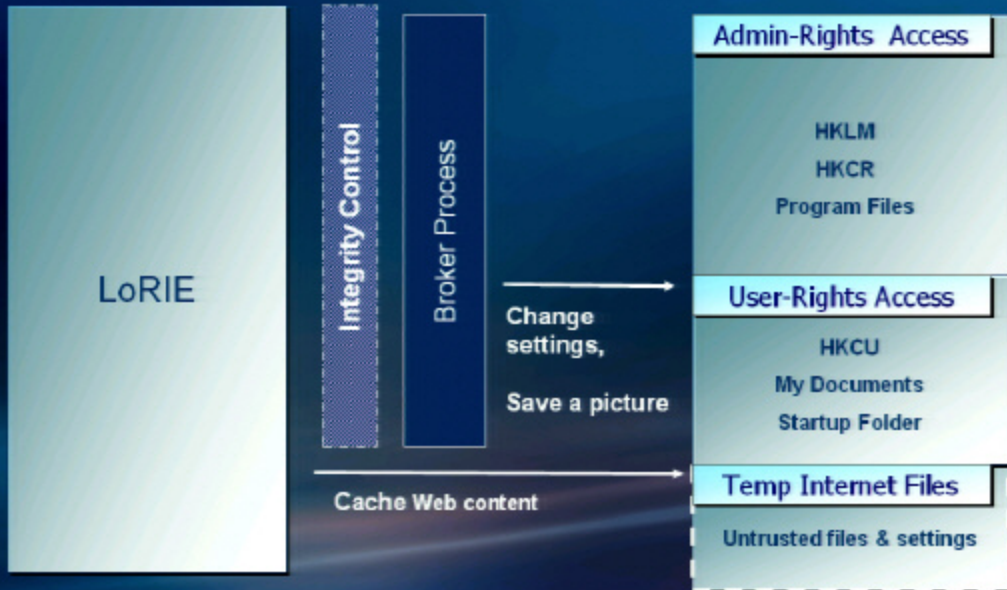 LoRIE
Integrity Control
Broker Process
Change
settings,
Save a picture
Cache Web content
Admin-Rights Access
HKLM
HKCR
Program Files
User-Rights Access
HKCU
My Documents
Startup Folder
Temp Internet Files
Untrusted files & settings